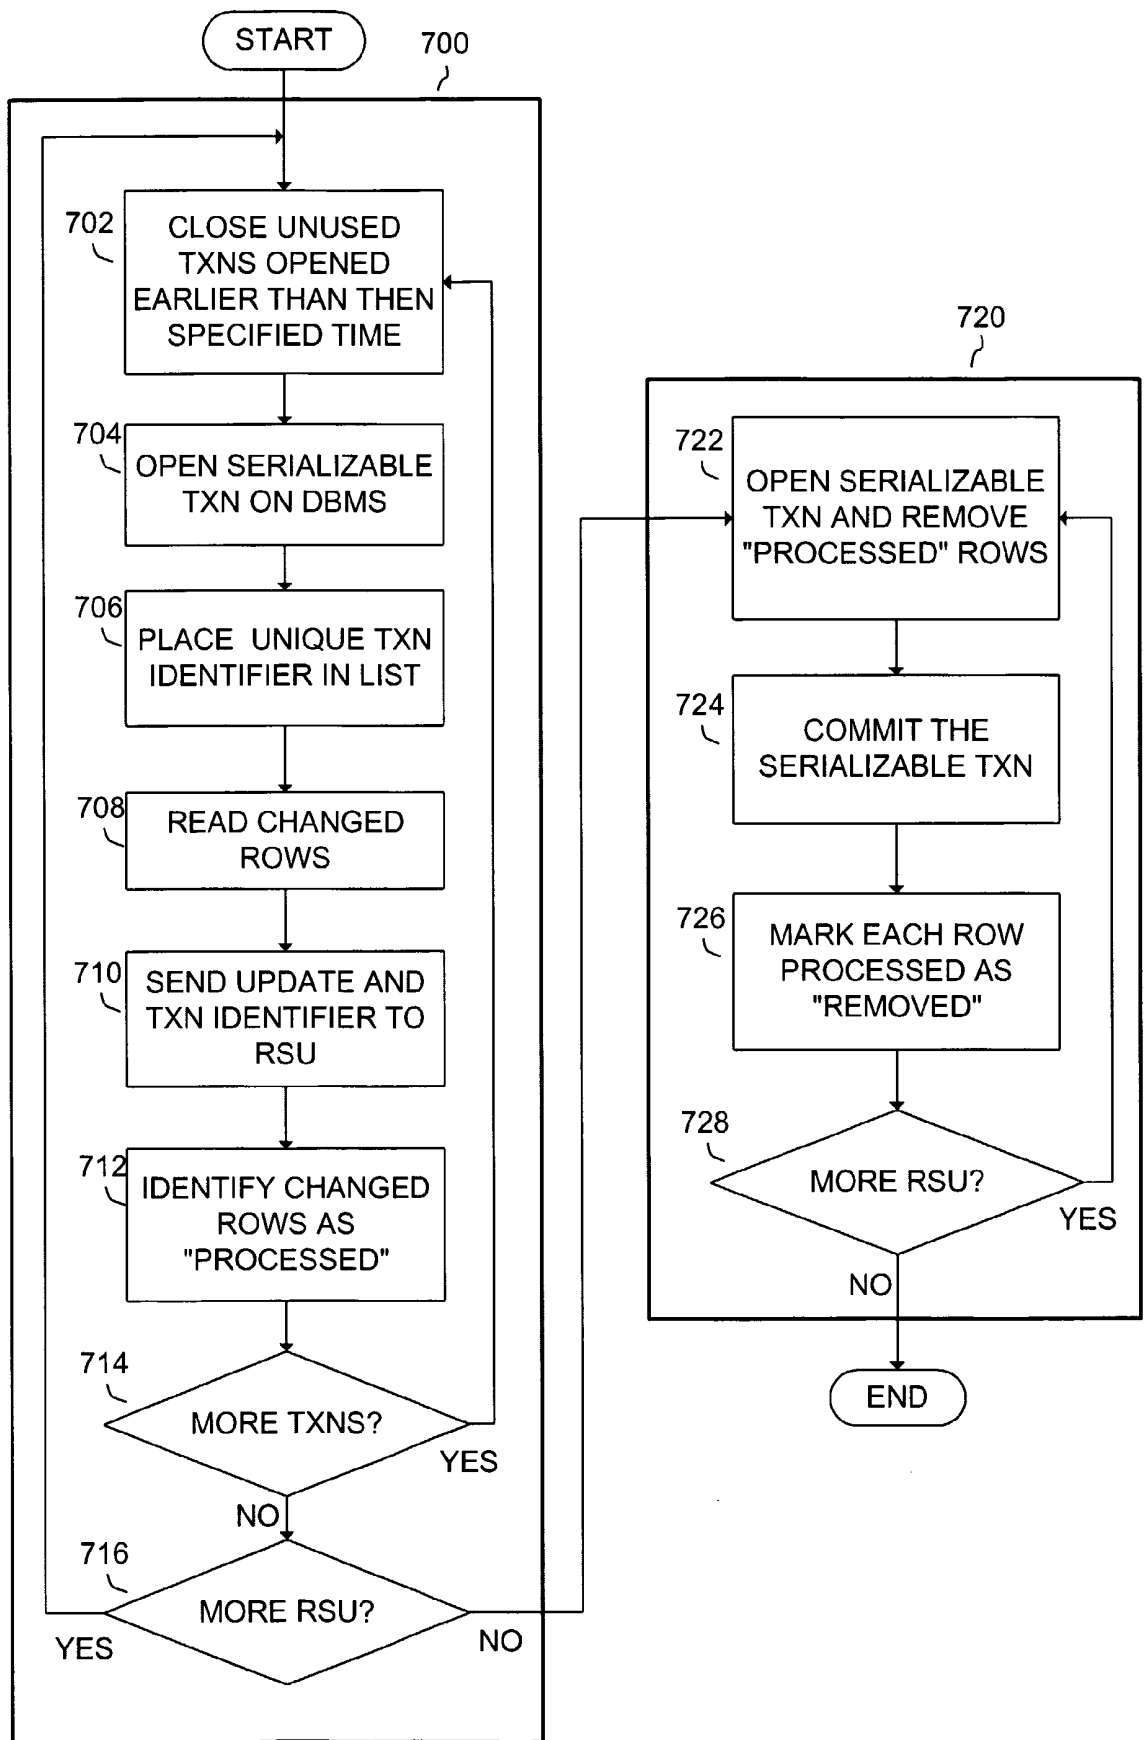 START
700
702
CLOSE UNUSED
TXNS OPENED
EARLIER THAN THEN
SPECIFIED TIME
704
OPEN SERIALIZABLE
TXN ON DBMS
706
PLACE UNIQUE TXN
IDENTIFIER IN LIST
708
READ CHANGED
ROWS
710
SEND UPDATE AND
TXN IDENTIFIER TO
RSU
712
IDENTIFY CHANGED
ROWS AS
"PROCESSED"
714
MORE TXNS?
YES
NO
716
MORE RSU?
YES
NO
720
722
OPEN SERIALIZABLE
TXN AND REMOVE
"PROCESSED" ROWS
724
COMMIT THE
SERIALIZABLE TXN
726
MARK EACH ROW
PROCESSED AS
"REMOVED"
728
MORE RSU?
YES
NO
END